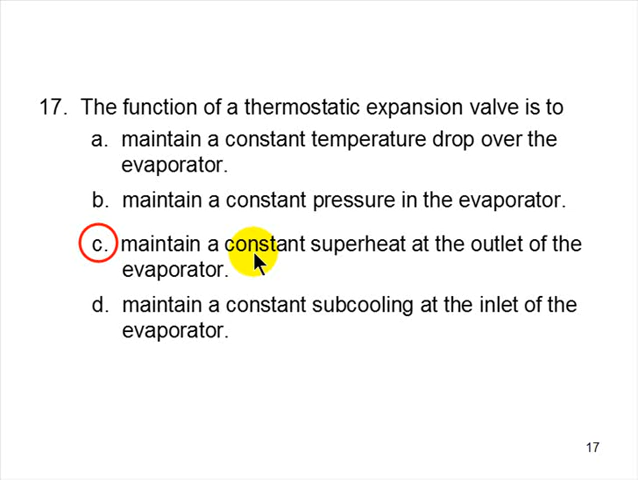 17. The function of a thermostatic expansion valve is to
a. maintain a constant temperature drop over the
evaporator.
b. maintain a constant pressure in the evaporator.
c. maintain a constant superheat at the outlet of the
evaporator.
d. maintain a constant subcooling at the inlet of the
evaporator.
17